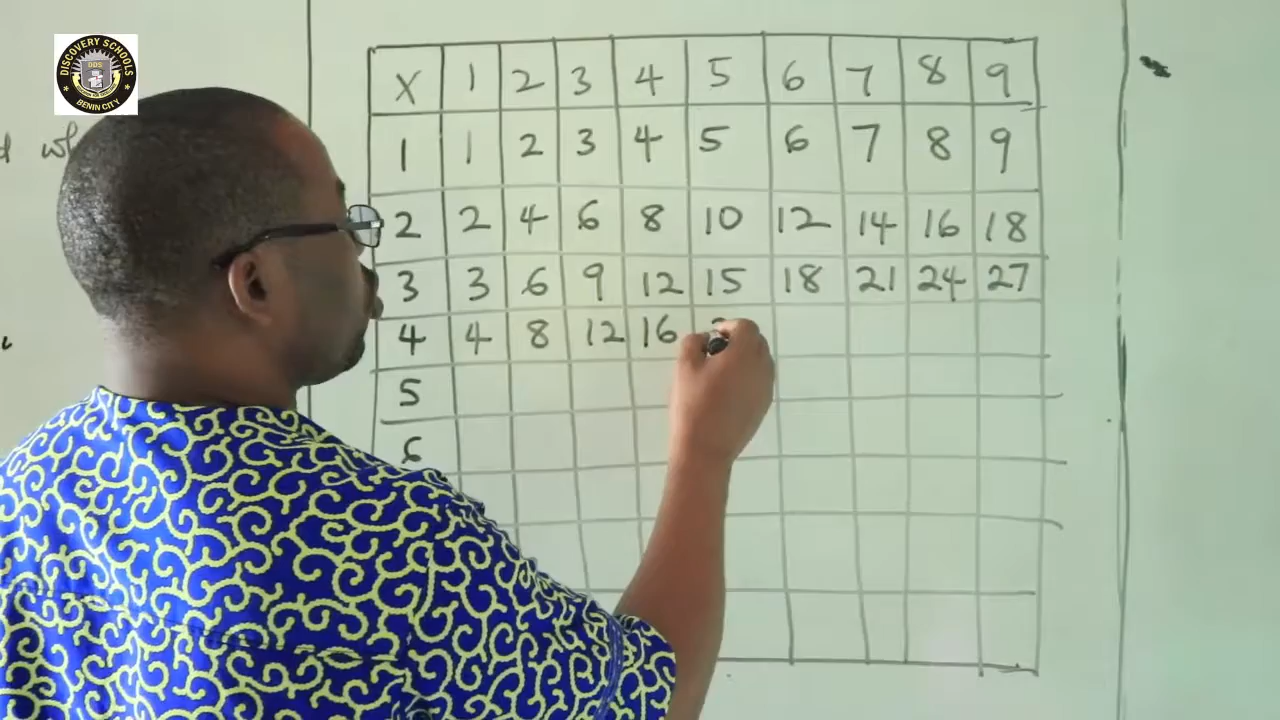 DISCOVERY SCHOOLS
DDS
BENIN CITY
X 1 2 3 4 5 6 7 8 9
1 1 2 3 4 5 6 7 8 9
2 2 4 6 8 10 12 14 16 18
3 3 6 9 12 15 18 21 24 27
4 4 8 12 16
5
6